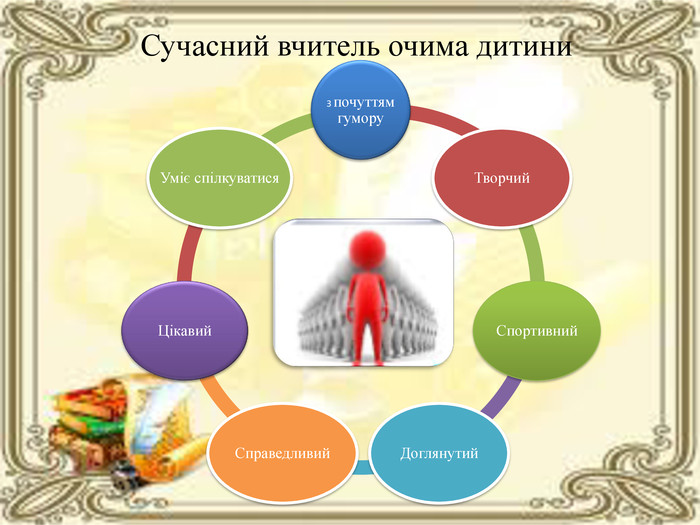 Сучасний вчитель очима дитини
з почуттям
гумору
Творчий
Спортивний
Доглянутий
Справедливий
Цікавий
Уміє спілкуватися